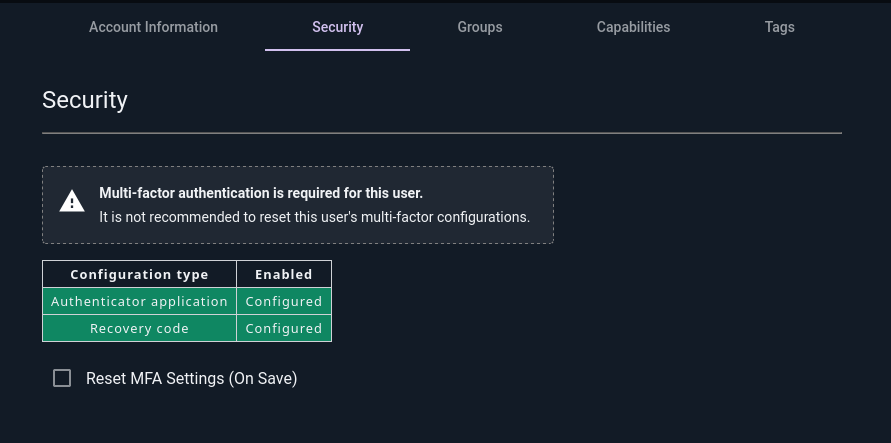 Account Information Security Groups Capabilities Tags
Security
Multi-factor authentication is required for this user.
It is not recommended to reset this user's multi-factor configurations.
Configuration type Enabled
Authenticator application Configured
Recovery code Configured
Reset MFA Settings (On Save)